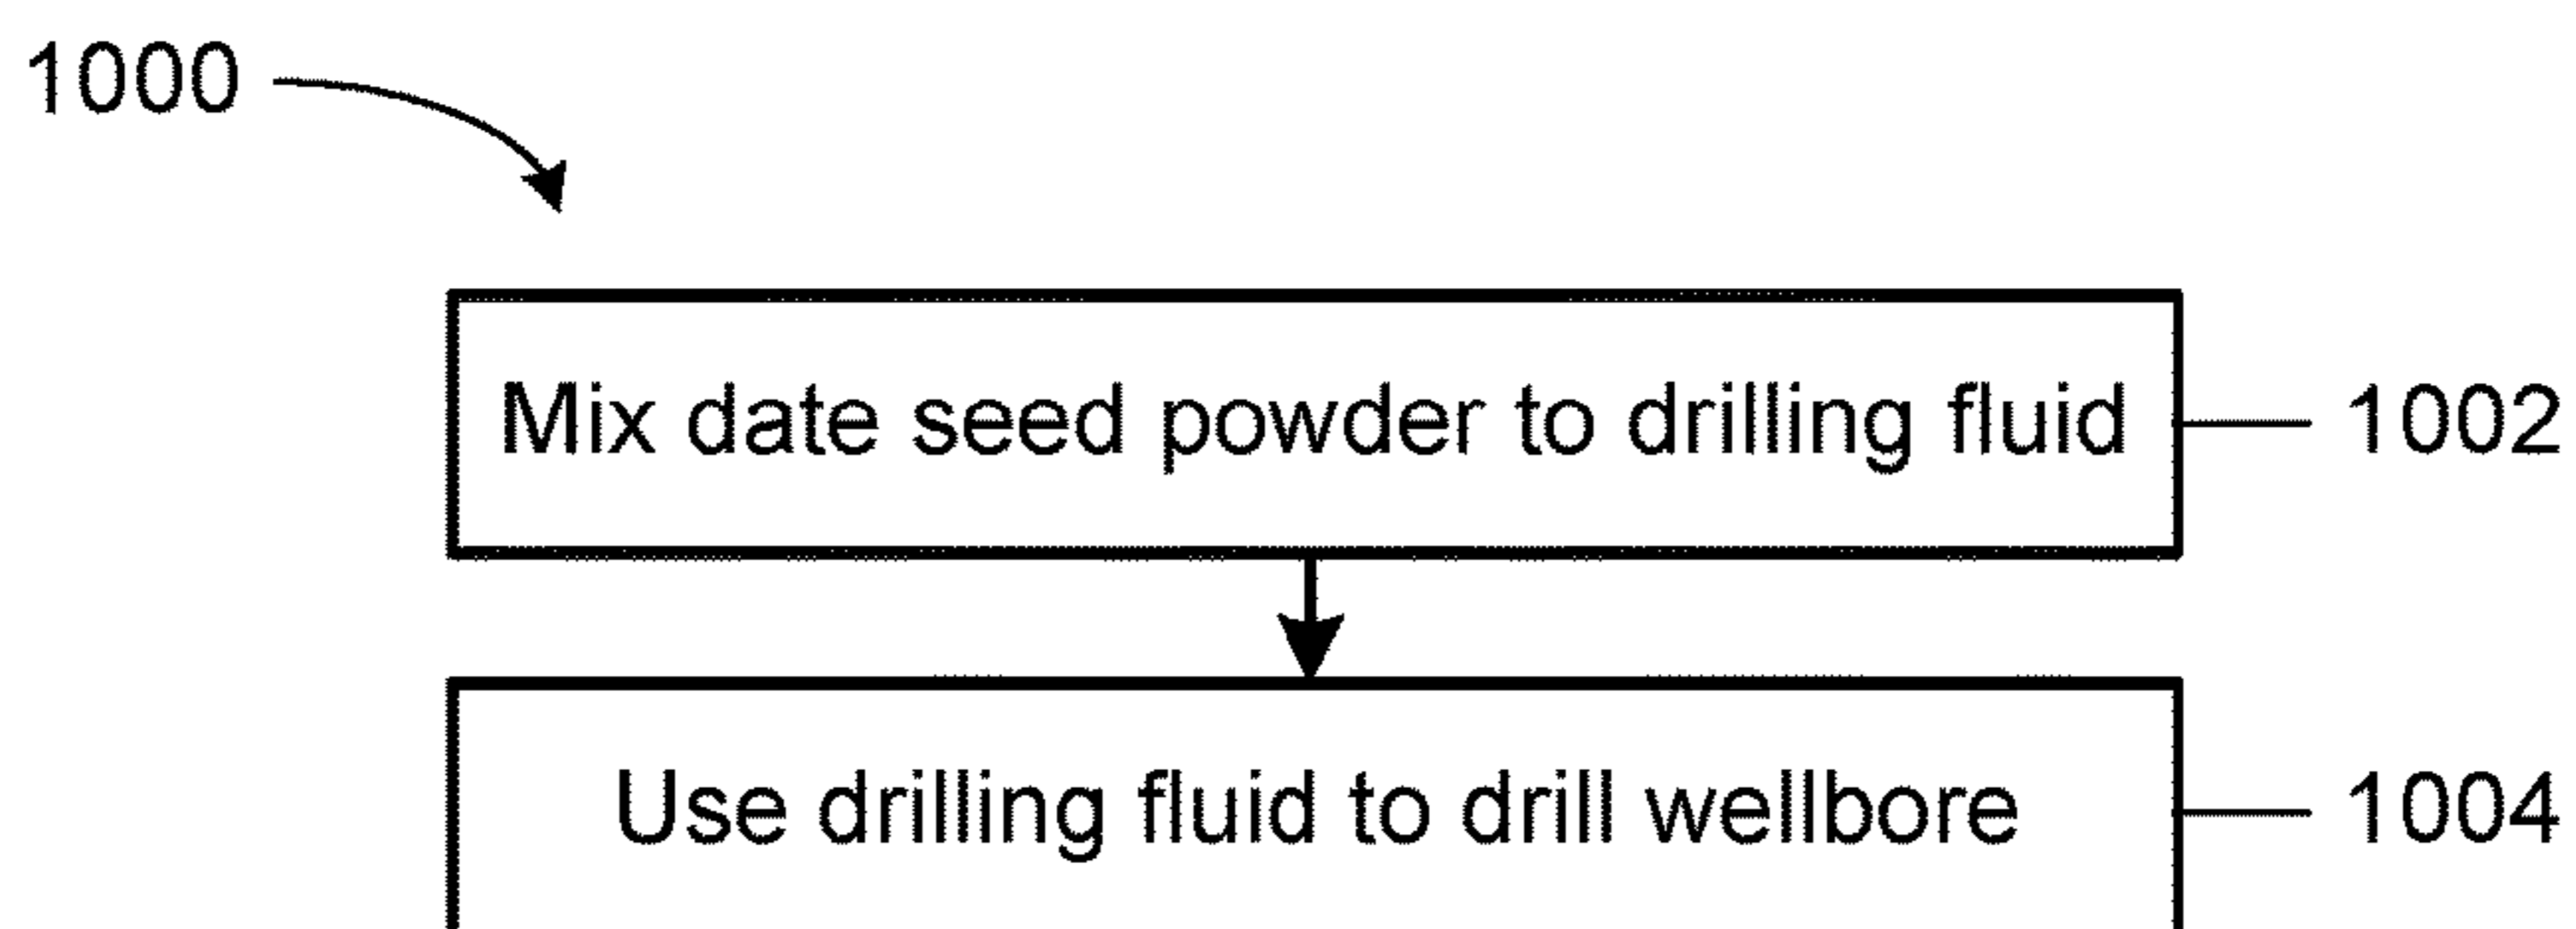 1000
Mix date seed powder to drilling fluid
1002
Use drilling fluid to drill wellbore
1004